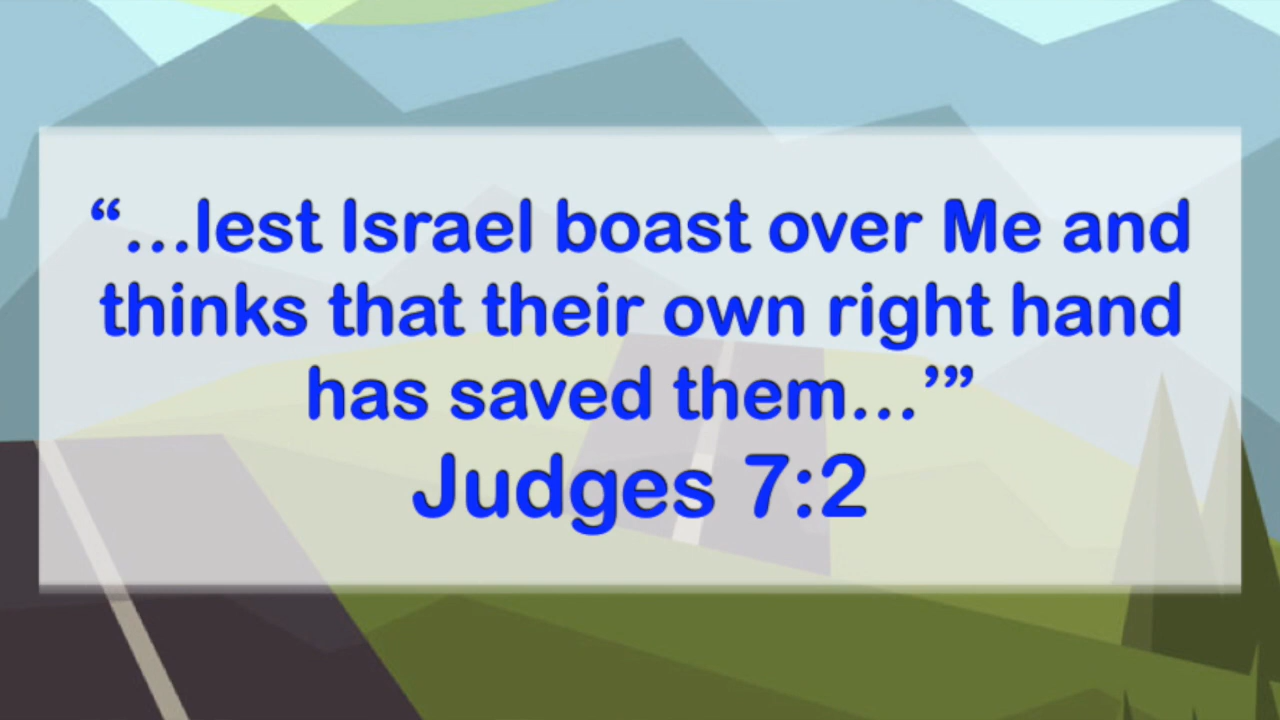 “...lest Israel boast over Me and
thinks that their own right hand
has saved them...’”
Judges 7:2